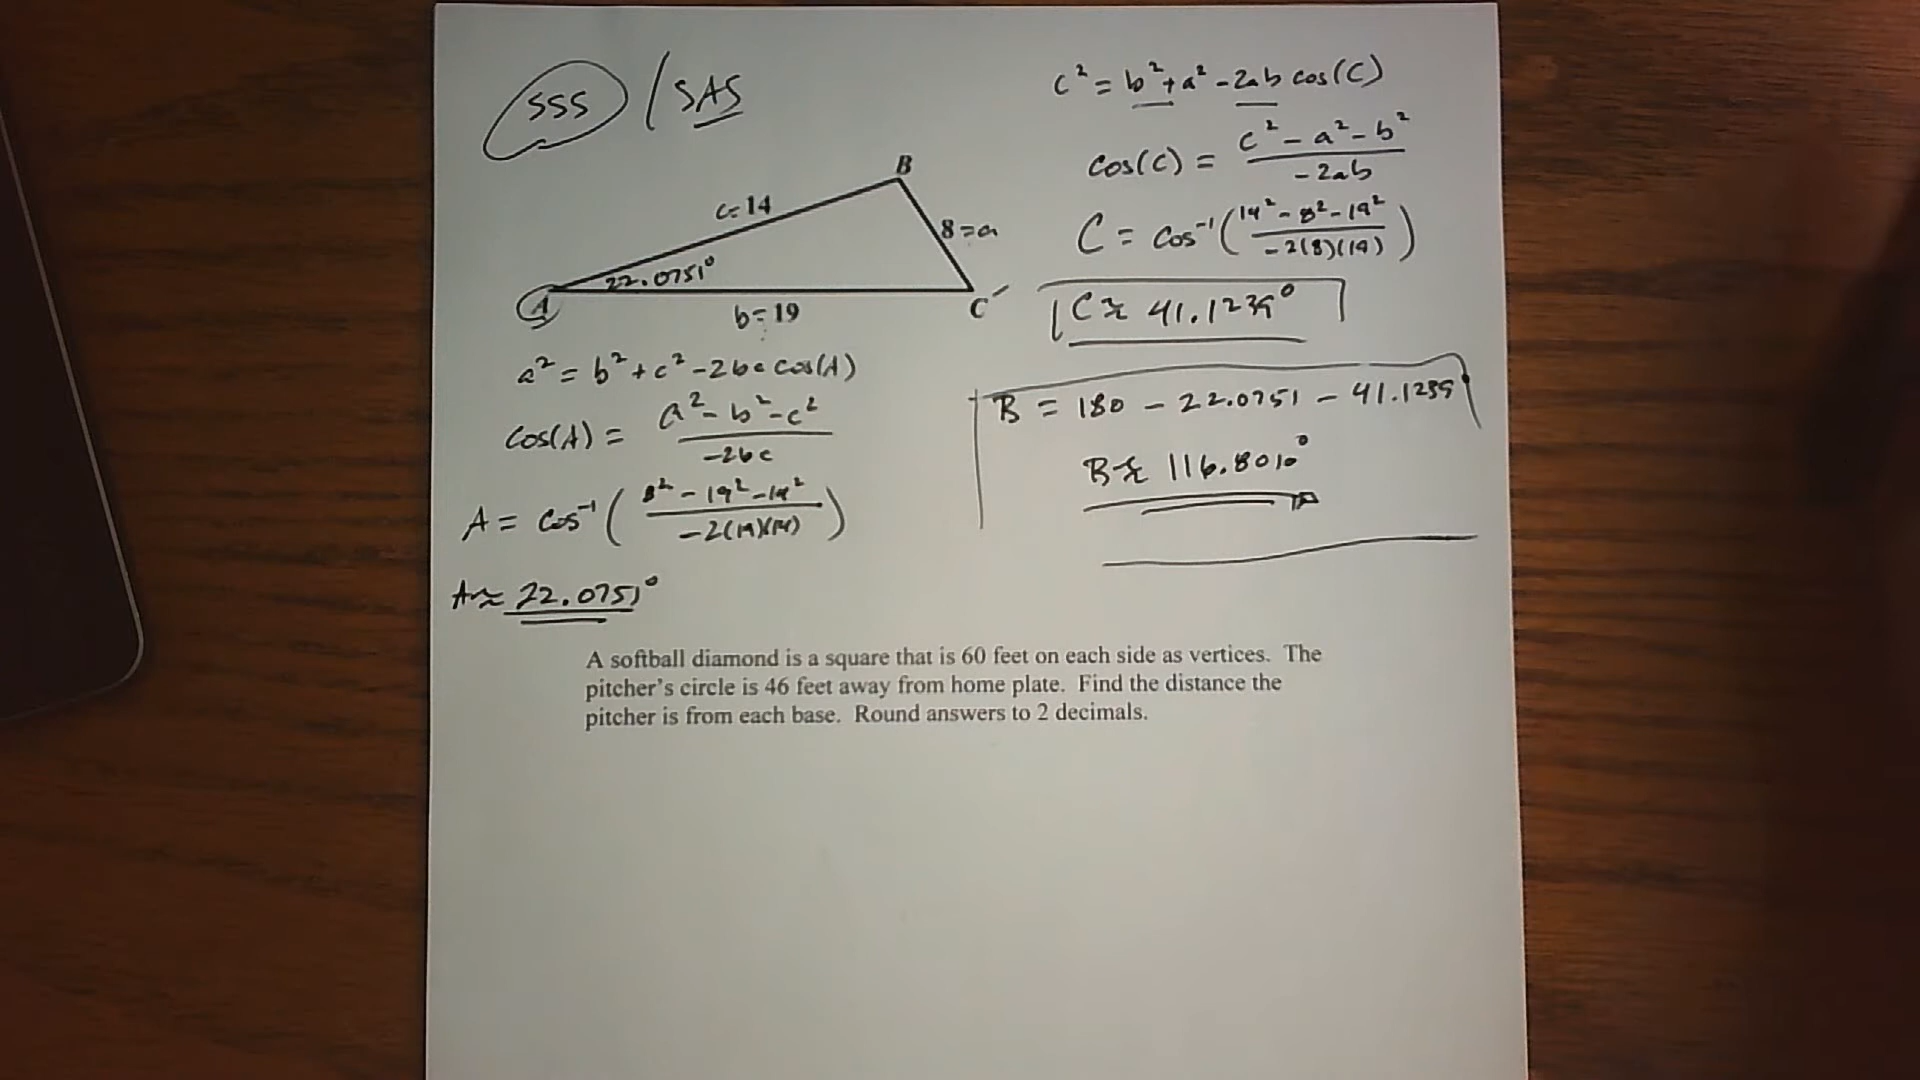 SSS / SAS
B
c=14
8=a
22.0751°
A
b=19
C
a² = b² + c² - 2bc cos(A)
cos(A) = a² - b² - c² / -2bc
A = cos⁻¹( 8² - 19² - 14² / -2(19)(14) )
A ≈ 22.0751°
c² = b² + a² - 2ab cos(C)
cos(C) = c² - a² - b² / -2ab
C = cos⁻¹( 14² - 8² - 19² / -2(8)(19) )
C ≈ 41.1239°
B = 180 - 22.0751 - 41.1239
B ≈ 116.8010°
A softball diamond is a square that is 60 feet on each side as vertices. The
pitcher's circle is 46 feet away from home plate. Find the distance the
pitcher is from each base. Round answers to 2 decimals.